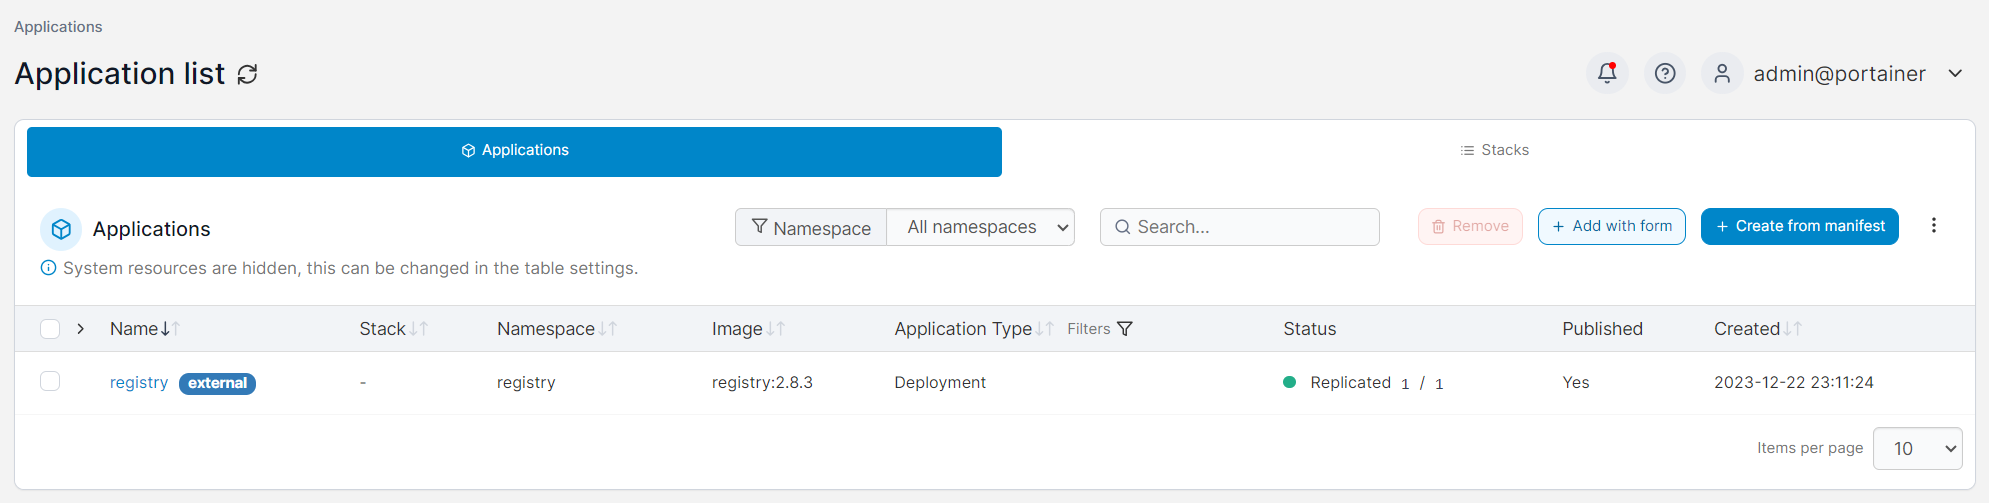 Applications
Application list
admin@portainer
Applications
Stacks
Applications
Namespace
All namespaces
Search...
Remove
+ Add with form
+ Create from manifest
System resources are hidden, this can be changed in the table settings.
Name Stack Namespace Image Application Type Filters Status Published Created
registry external - registry registry:2.8.3 Deployment Replicated 1 / 1 Yes 2023-12-22 23:11:24
Items per page 10